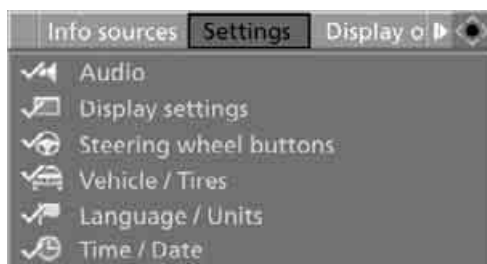 Info sources Settings Display o
Audio
Display settings
Steering wheel buttons
Vehicle / Tires
Language / Units
Time / Date